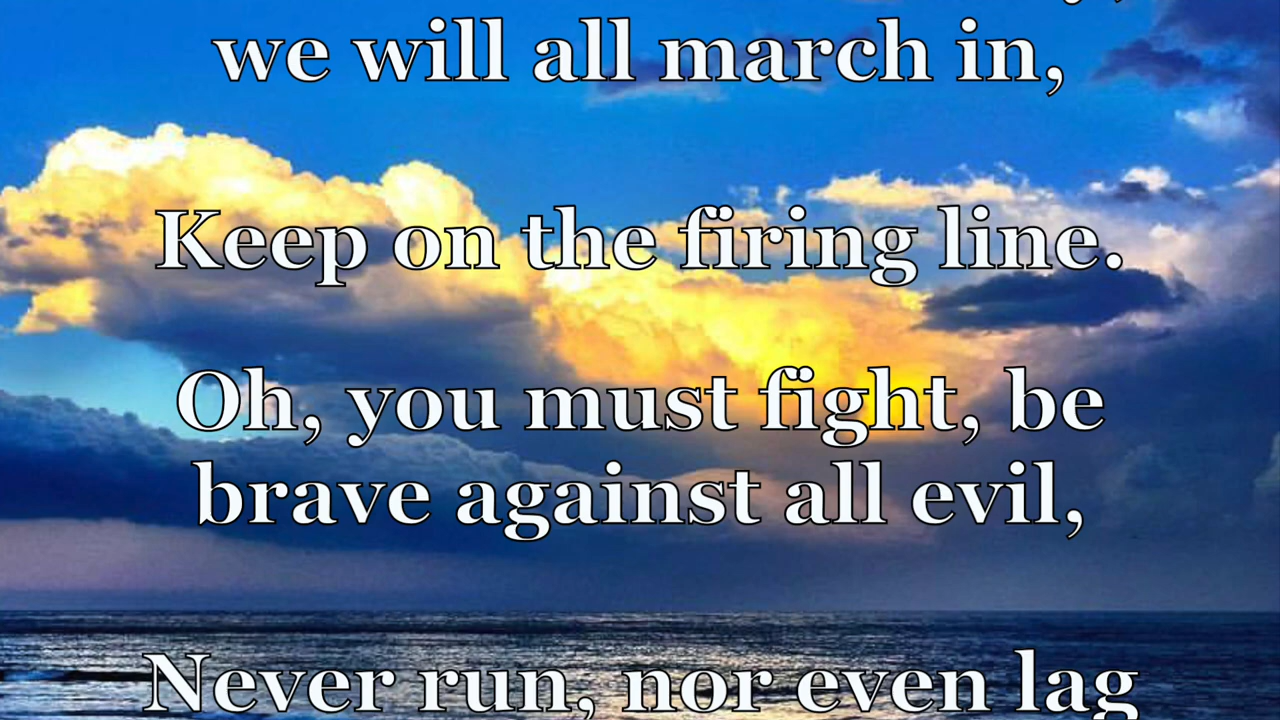 we will all march in,
Keep on the firing line.
Oh, you must fight, be
brave against all evil,
Never run, nor even lag